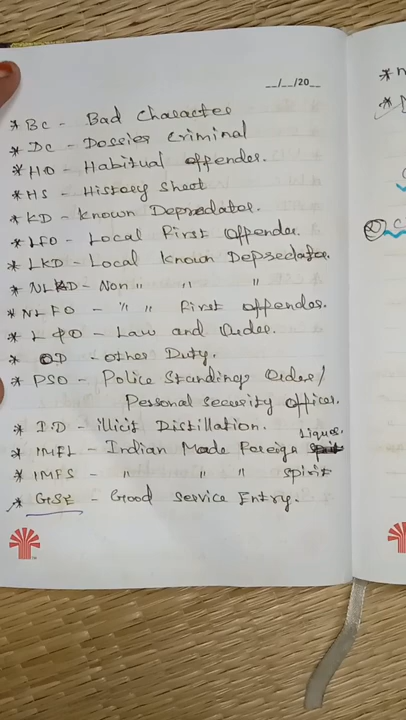 __/__/20__
* BC - Bad Character
* DC - Dossier Criminal
* HO - Habitual offender.
* HS - History Sheet
* KD - Known Depredator.
* LFO - Local First Offender.
* LKD - Local Known Depredator.
* NLKD - Non " " "
* NLFO - " " First offender.
* L & O - Law and Order.
* OD - other Duty.
* PSO - Police Standing Order/
Personal security officer.
* ID - illicit Distillation.
Liquor.
* IMFL - Indian Made Foreign
* IMFS - " " " Spirit
* GSE - Good Service Entry.